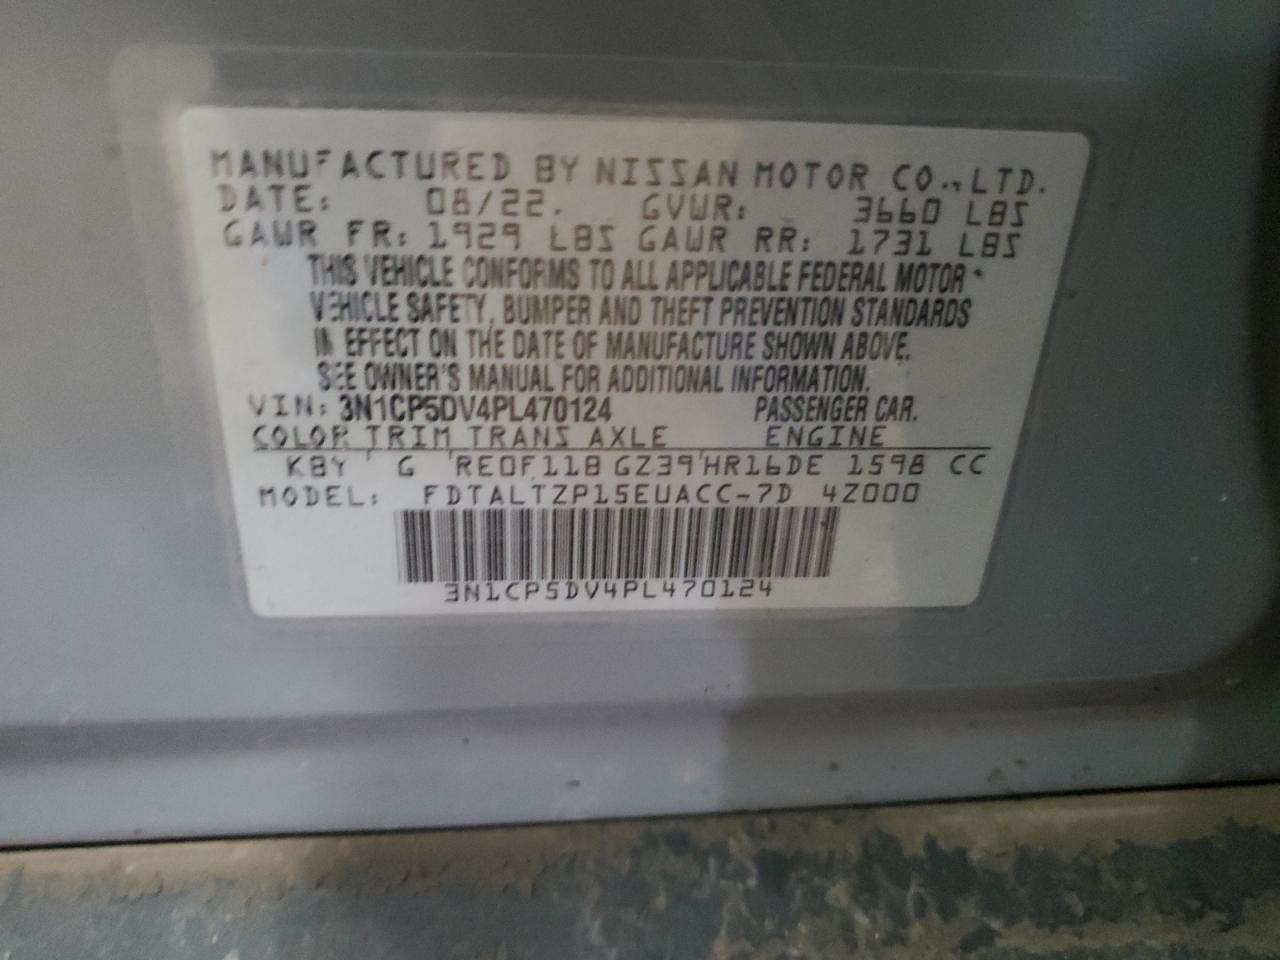 MANUFACTURED BY NISSAN MOTOR CO., LTD.
DATE: 08/22. GVWR: 3660 LBS
GAWR FR: 1929 LBS GAWR RR: 1731 LBS
THIS VEHICLE CONFORMS TO ALL APPLICABLE FEDERAL MOTOR
VEHICLE SAFETY, BUMPER AND THEFT PREVENTION STANDARDS
IN EFFECT ON THE DATE OF MANUFACTURE SHOWN ABOVE.
SEE OWNER'S MANUAL FOR ADDITIONAL INFORMATION.
VIN: 3N1CP5DV4PL470124 PASSENGER CAR.
COLOR TRIM TRANS AXLE ENGINE
KBY G RE0F11B GZ39 HR16DE 1598 CC
MODEL: FDTALTZP15EUACC-7D 4Z000
3N1CP5DV4PL470124